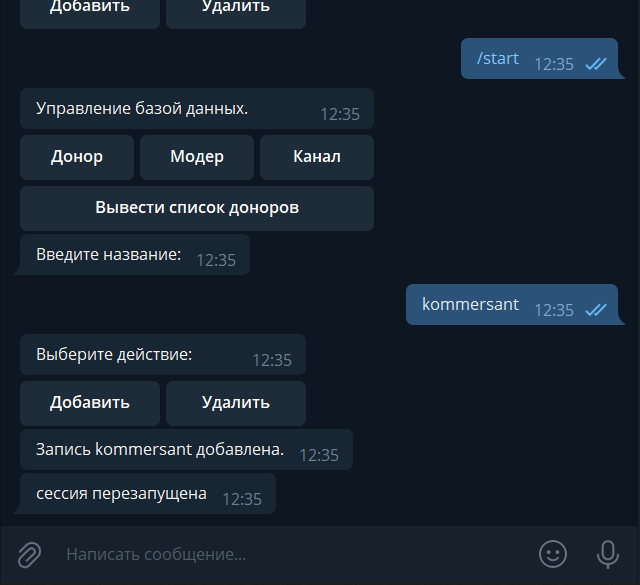 Добавить Удалить
/start 12:35
Управление базой данных. 12:35
Донор Модер Канал
Вывести список доноров
Введите название: 12:35
kommersant 12:35
Выберите действие: 12:35
Добавить Удалить
Запись kommersant добавлена. 12:35
сессия перезапущена 12:35
Написать сообщение...